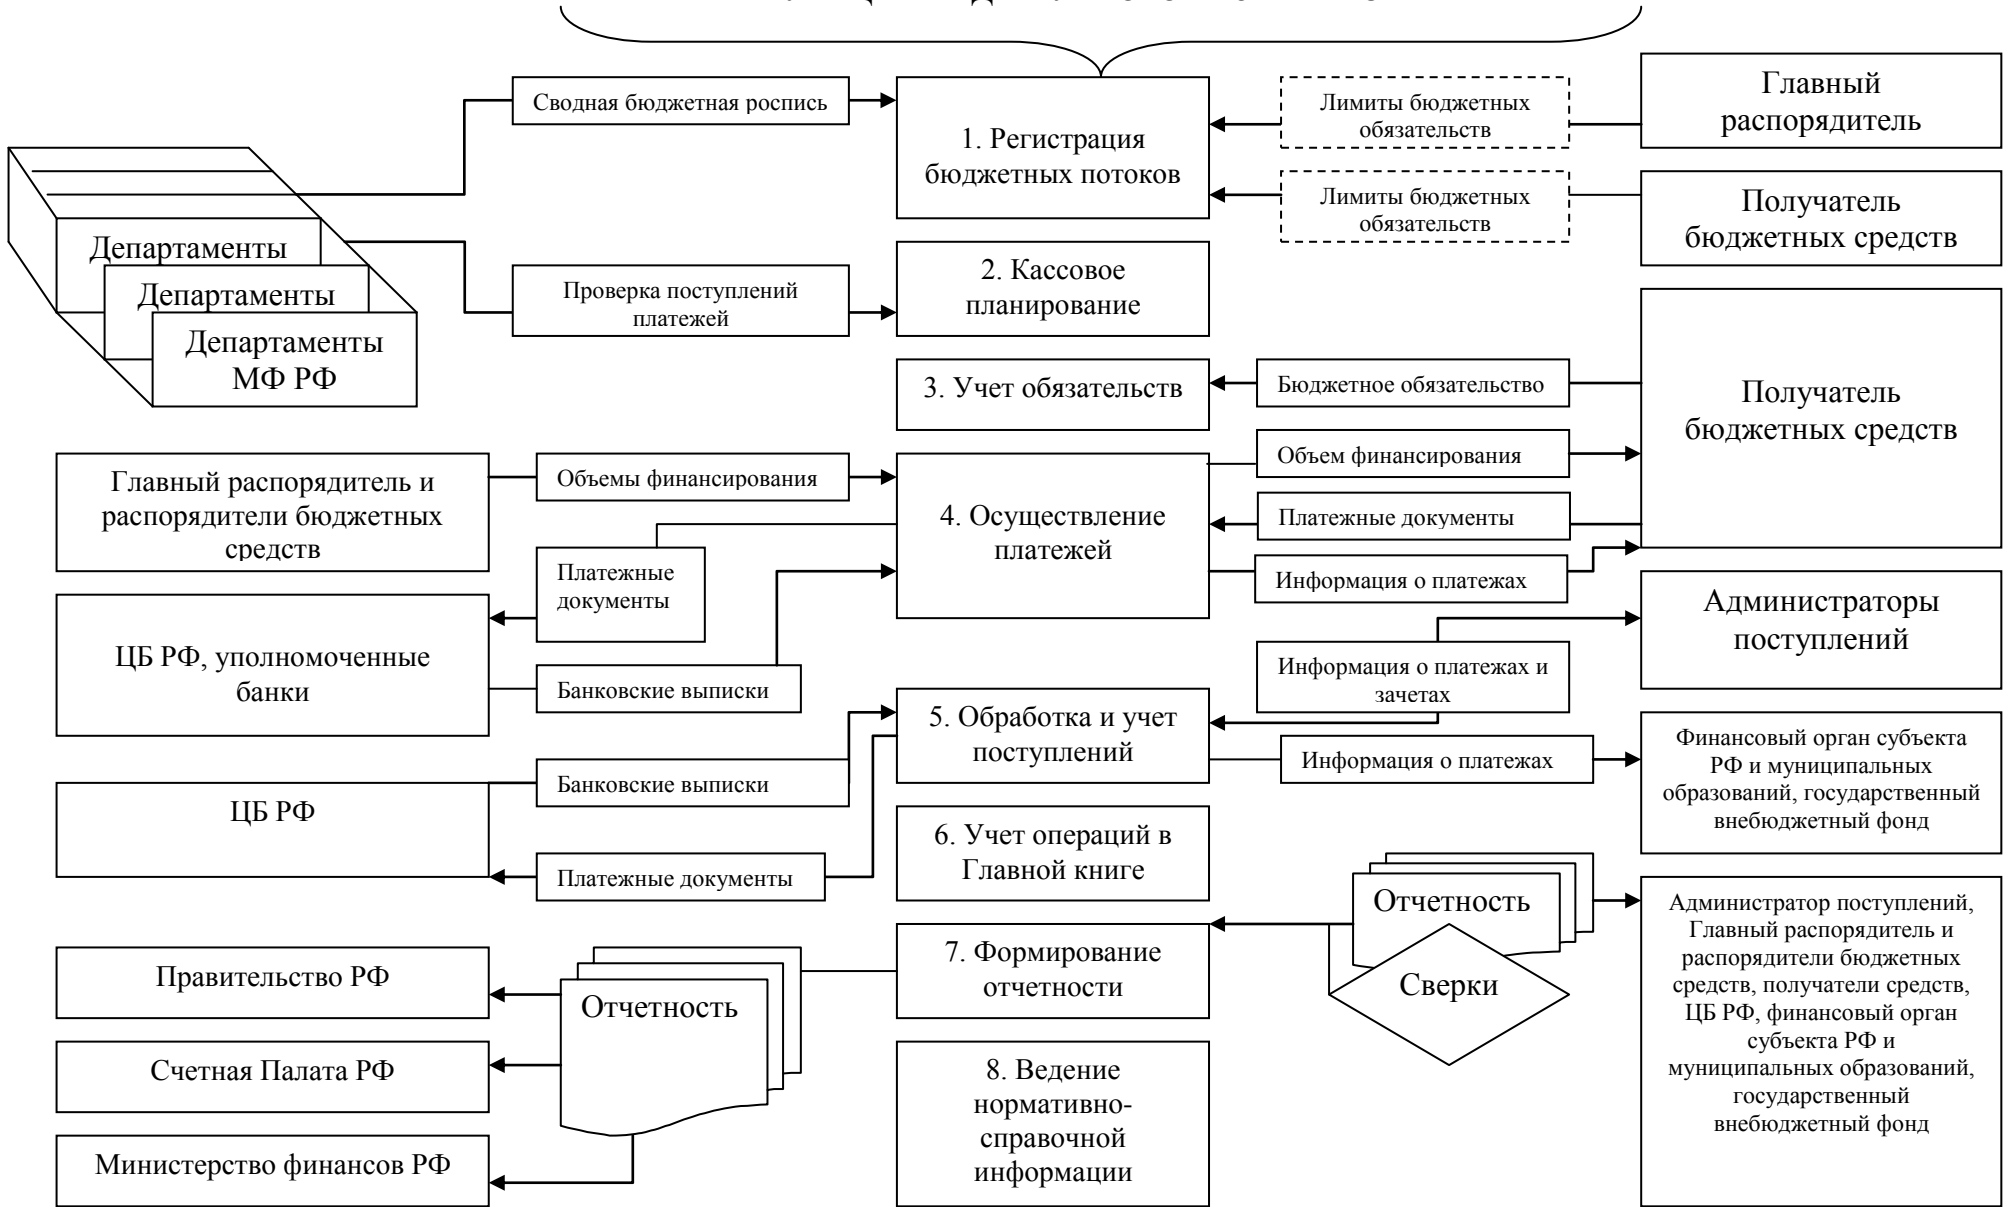 Сводная бюджетная роспись
1. Регистрация
бюджетных потоков
Лимиты бюджетных
обязательств
Главный
распорядитель
Лимиты бюджетных
обязательств
Получатель
бюджетных средств
Департаменты
Департаменты
Департаменты
МФ РФ
Проверка поступлений
платежей
2. Кассовое
планирование
3. Учет обязательств
Бюджетное обязательство
Получатель
бюджетных средств
Главный распорядитель и
распорядители бюджетных
средств
Объемы финансирования
4. Осуществление
платежей
Объем финансирования
Платежные документы
Информация о платежах
Платежные
документы
ЦБ РФ, уполномоченные
банки
Банковские выписки
Администраторы
поступлений
Информация о платежах и
зачетах
5. Обработка и учет
поступлений
Информация о платежах
Финансовый орган субъекта
РФ и муниципальных
образований, государственный
внебюджетный фонд
ЦБ РФ
Банковские выписки
Платежные документы
6. Учет операций в
Главной книге
Отчетность
Сверки
Администратор поступлений,
Главный распорядитель и
распорядители бюджетных
средств, получатели средств,
ЦБ РФ, финансовый орган
субъекта РФ и
муниципальных образований,
государственный
внебюджетный фонд
Правительство РФ
Счетная Палата РФ
Министерство финансов РФ
Отчетность
7. Формирование
отчетности
8. Ведение
нормативно-
справочной
информации